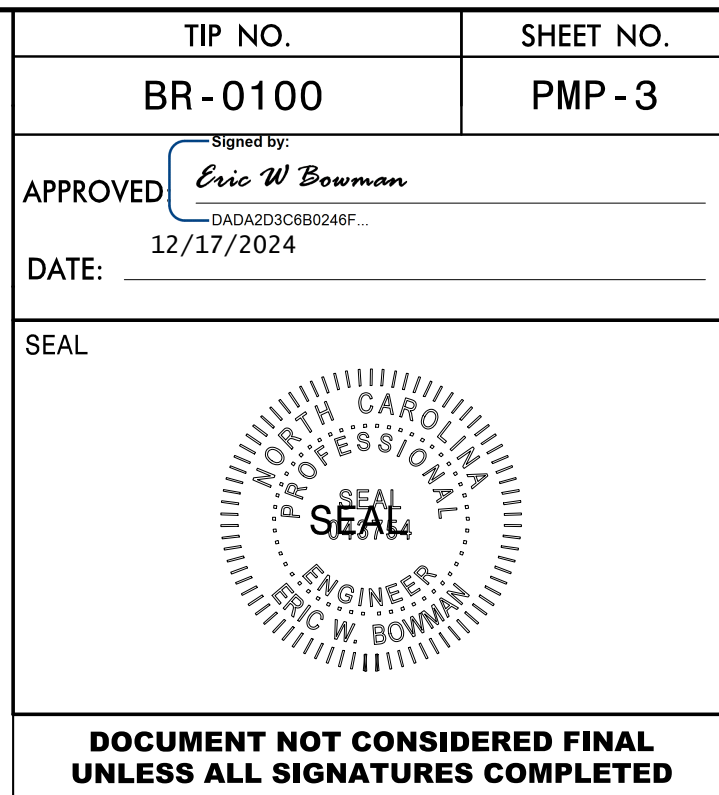 TIP NO.
SHEET NO.
BR-0100
PMP-3
Signed by:
APPROVED:
Eric W Bowman
DADA2D3C6B0246F...
12/17/2024
DATE:
SEAL
NORTH CAROLINA
PROFESSIONAL
SEAL
043754
SEAL
ENGINEER
ERIC W. BOWMAN
DOCUMENT NOT CONSIDERED FINAL
UNLESS ALL SIGNATURES COMPLETED